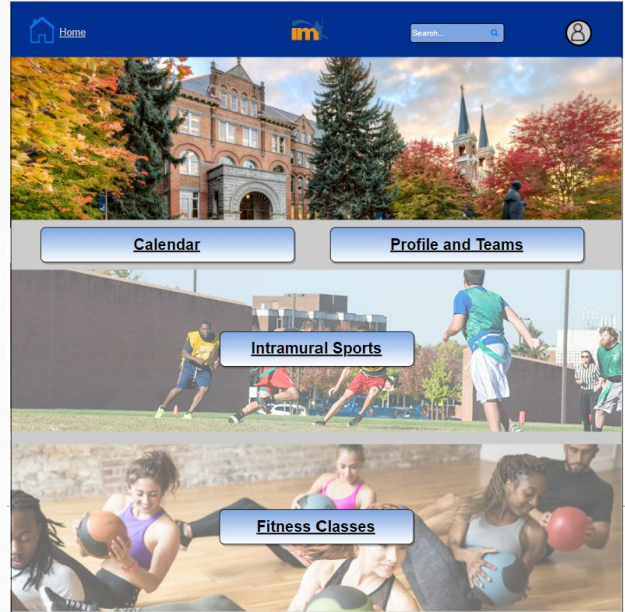 Home
im
Search...
Calendar
Profile and Teams
Intramural Sports
Fitness Classes